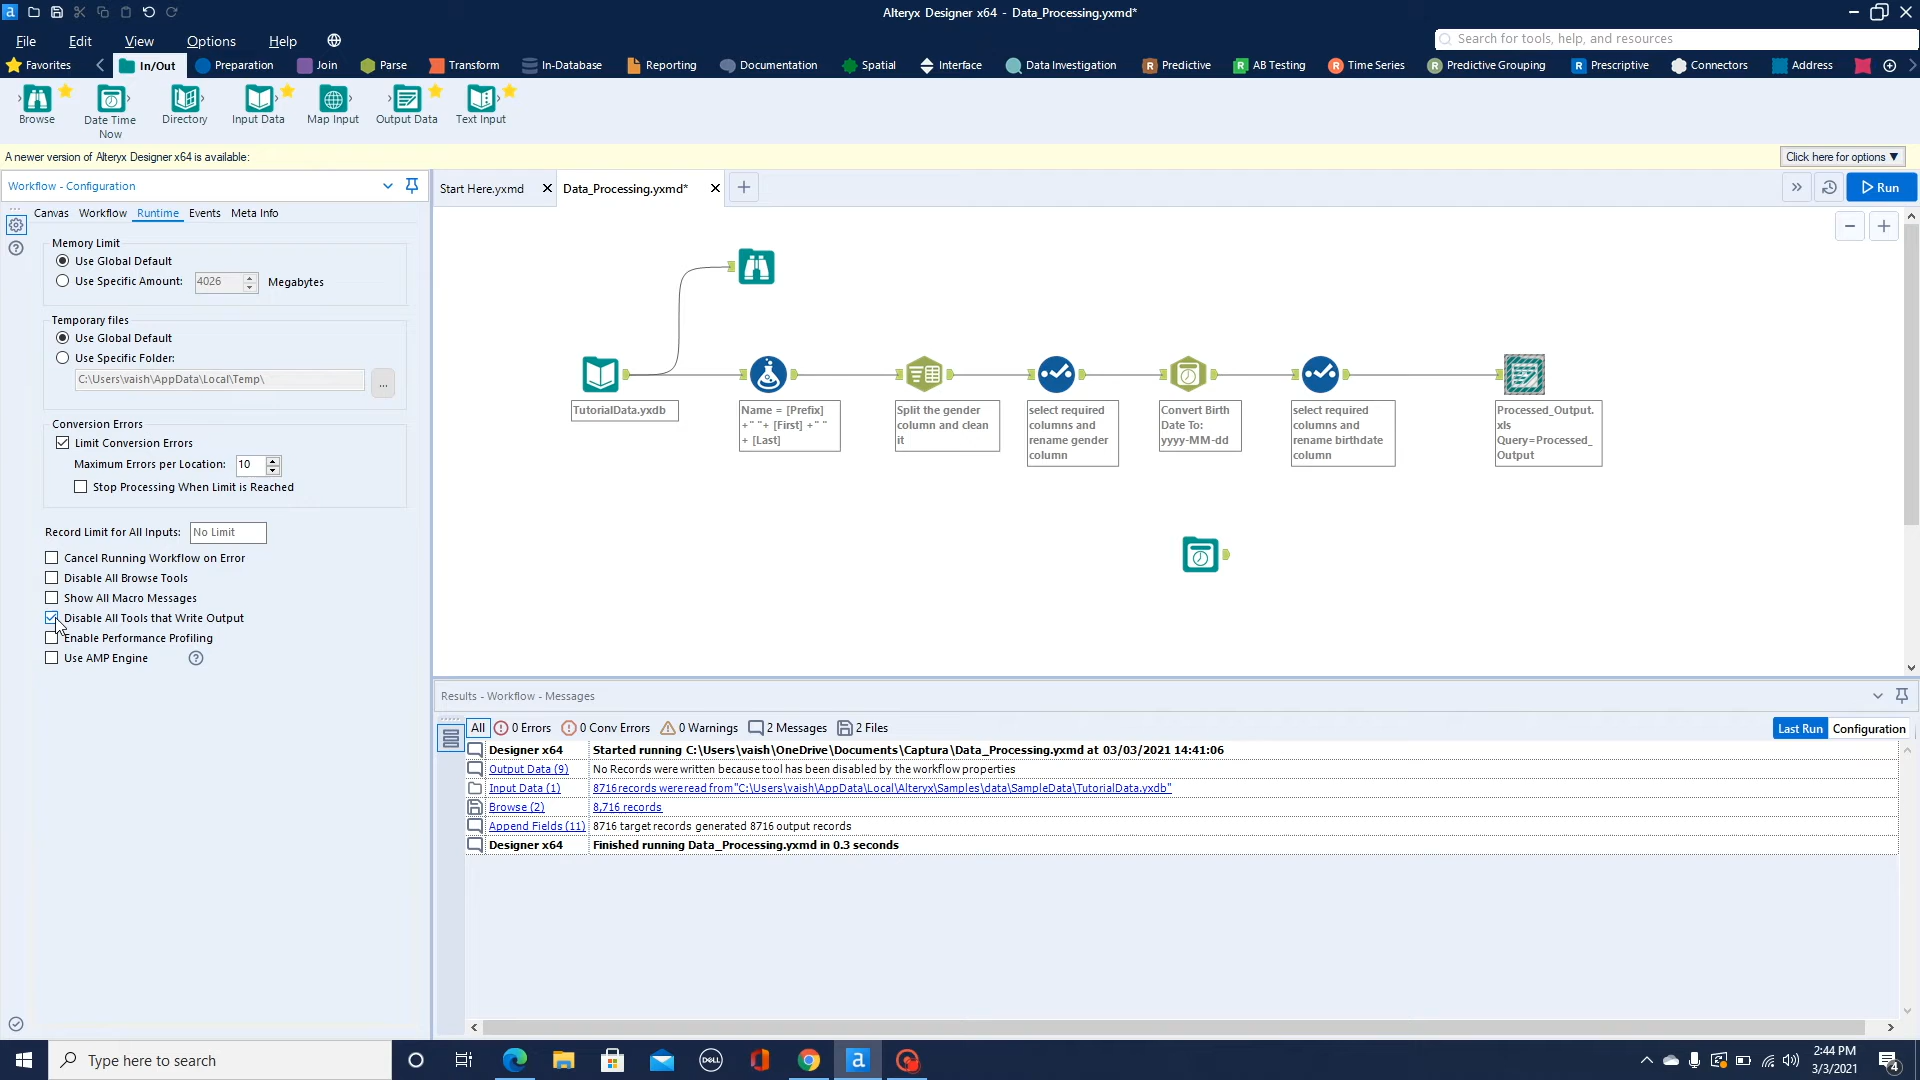 Alteryx Designer x64 - Data_Processing.yxmd*
File Edit View Options Help
Search for tools, help, and resources
Favorites In/Out Preparation Join Parse Transform In-Database Reporting Documentation Spatial Interface Data Investigation Predictive AB Testing Time Series Predictive Grouping Prescriptive Connectors Address
Browse Date Time Now Directory Input Data Map Input Output Data Text Input
A newer version of Alteryx Designer x64 is available:
Click here for options ▼
Workflow - Configuration
Start Here.yxmd
Data_Processing.yxmd*
Run
Canvas Workflow Runtime Events Meta Info
Memory Limit
Use Global Default
Use Specific Amount: 4026 Megabytes
Temporary files
Use Global Default
Use Specific Folder:
C:\Users\vaish\AppData\Local\Temp\
...
Conversion Errors
Limit Conversion Errors
Maximum Errors per Location: 10
Stop Processing When Limit is Reached
Record Limit for All Inputs: No Limit
Cancel Running Workflow on Error
Disable All Browse Tools
Show All Macro Messages
Disable All Tools that Write Output
Enable Performance Profiling
Use AMP Engine
TutorialData.yxdb
Name = [Prefix]
+" "+ [First] +" "
+ [Last]
Split the gender
column and clean
it
select required
columns and
rename gender
column
Convert Birth
Date To:
yyyy-MM-dd
select required
columns and
rename birthdate
column
Processed_Output.
xls
Query=Processed_
Output
Results - Workflow - Messages
All 0 Errors 0 Conv Errors 0 Warnings 2 Messages 2 Files
Last Run Configuration
Designer x64 Started running C:\Users\vaish\OneDrive\Documents\Captura\Data_Processing.yxmd at 03/03/2021 14:41:06
Output Data (9) No Records were written because tool has been disabled by the workflow properties
Input Data (1) 8716 records were read from "C:\Users\vaish\AppData\Local\Alteryx\Samples\data\SampleData\TutorialData.yxdb"
Browse (2) 8,716 records
Append Fields (11) 8716 target records generated 8716 output records
Designer x64 Finished running Data_Processing.yxmd in 0.3 seconds
Type here to search
DELL
a
2:44 PM
3/3/2021
4